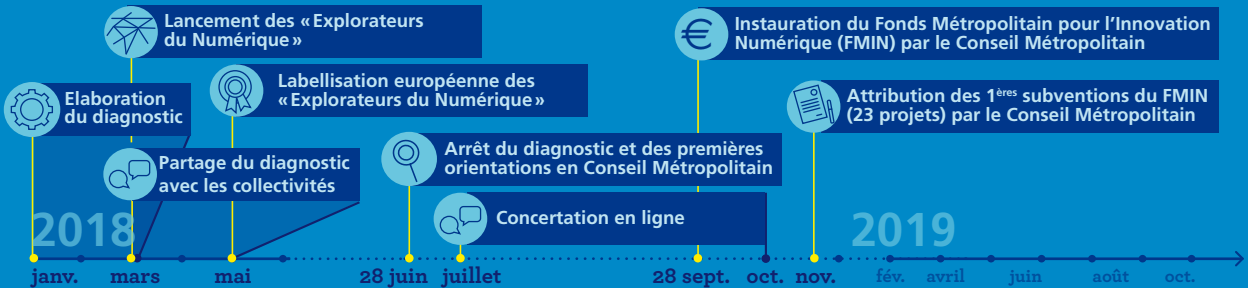 Lancement des « Explorateurs
du Numérique »
Instauration du Fonds Métropolitain pour l’Innovation
Numérique (FMIN) par le Conseil Métropolitain
Labellisation européenne des
« Explorateurs du Numérique »
Elaboration
du diagnostic
Attribution des 1ères subventions du FMIN
(23 projets) par le Conseil Métropolitain
Partage du diagnostic
avec les collectivités
Arrêt du diagnostic et des premières
orientations en Conseil Métropolitain
Concertation en ligne
2018
2019
janv. mars mai 28 juin juillet 28 sept. oct. nov. fév. avril juin août oct.